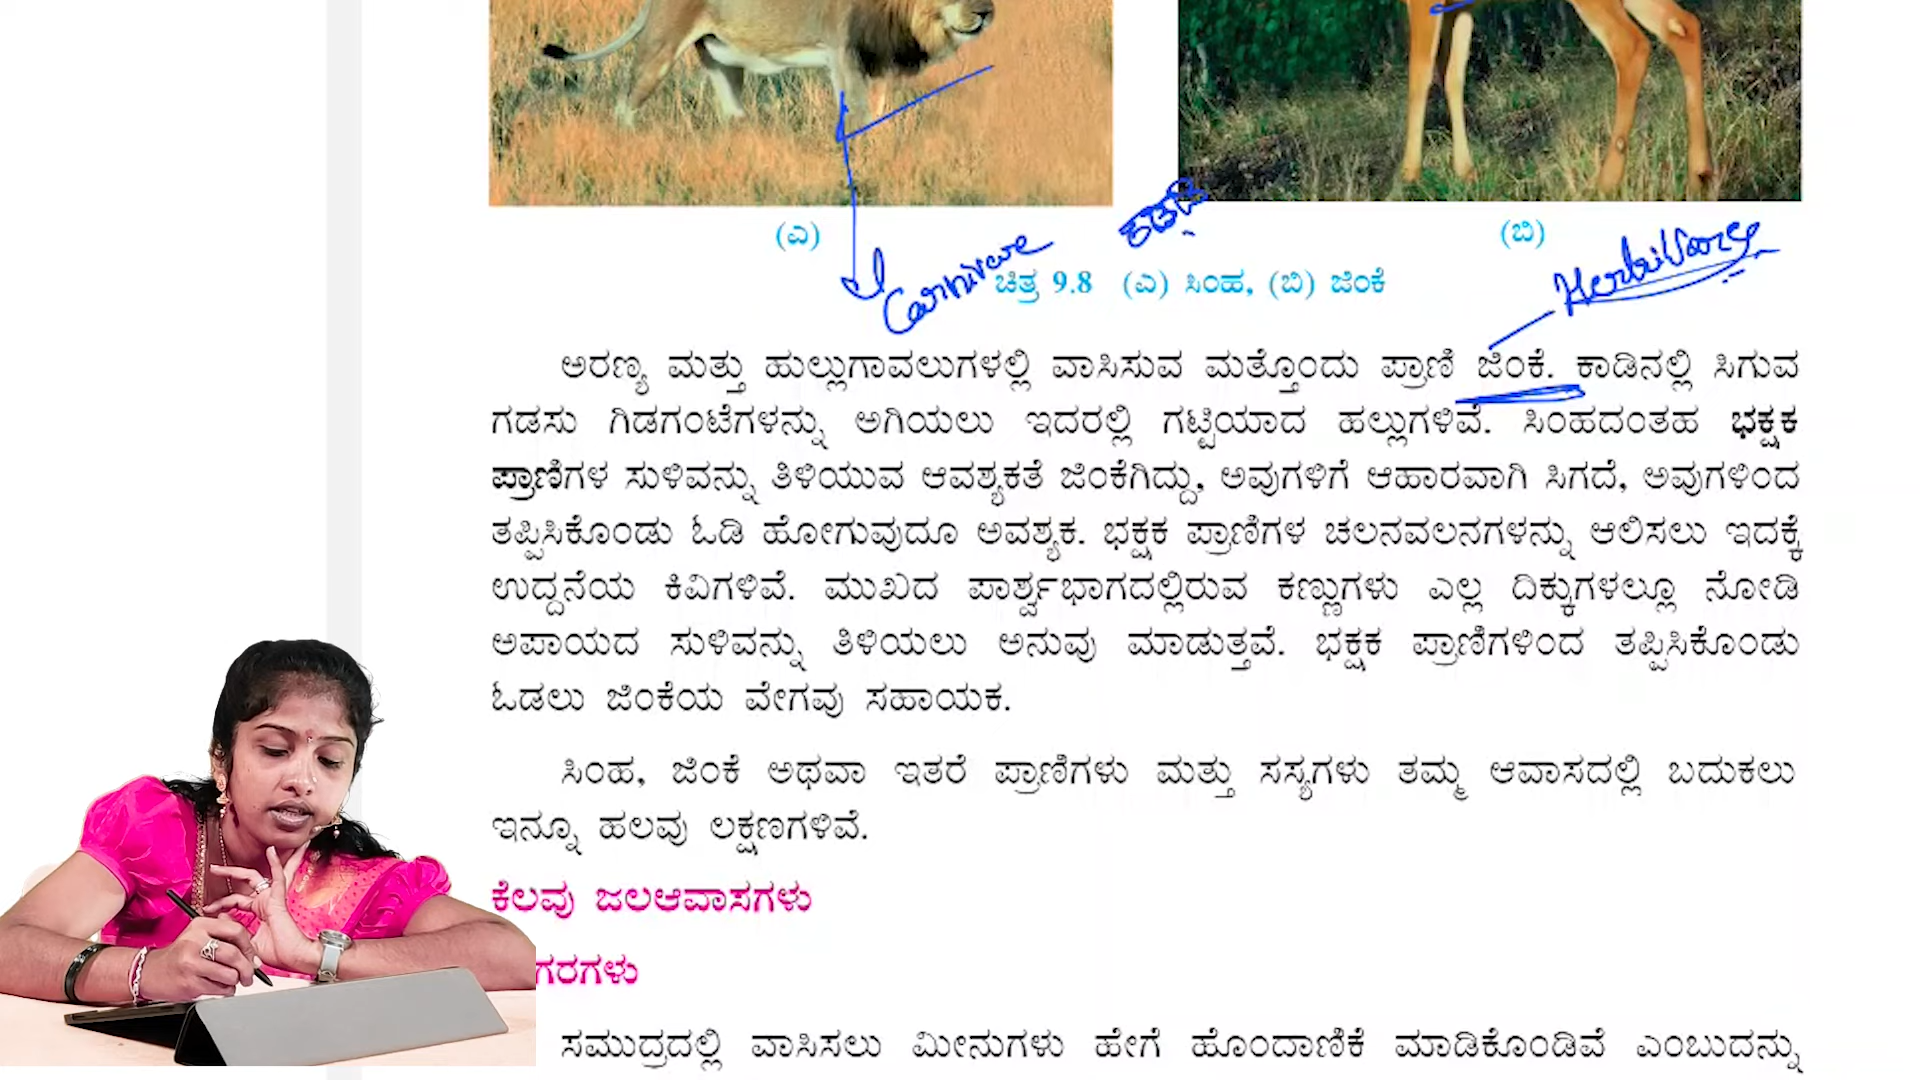 (ಎ)
(ಬಿ)
Carnivore
Herbivores
ಚಿತ್ರ 9.8 (ಎ) ಸಿಂಹ, (ಬಿ) ಜಿಂಕೆ
ಅರಣ್ಯ ಮತ್ತು ಹುಲ್ಲುಗಾವಲುಗಳಲ್ಲಿ ವಾಸಿಸುವ ಮತ್ತೊಂದು ಪ್ರಾಣಿ ಜಿಂಕೆ. ಕಾಡಿನಲ್ಲಿ ಸಿಗುವ
ಗಡಸು ಗಿಡಗಂಟೆಗಳನ್ನು ಅಗಿಯಲು ಇದರಲ್ಲಿ ಗಟ್ಟಿಯಾದ ಹಲ್ಲುಗಳಿವೆ. ಸಿಂಹದಂತಹ ಭಕ್ಷಕ
ಪ್ರಾಣಿಗಳ ಸುಳಿವನ್ನು ತಿಳಿಯುವ ಆವಶ್ಯಕತೆ ಜಿಂಕೆಗಿದ್ದು, ಅವುಗಳಿಗೆ ಆಹಾರವಾಗಿ ಸಿಗದೆ, ಅವುಗಳಿಂದ
ತಪ್ಪಿಸಿಕೊಂಡು ಓಡಿ ಹೋಗುವುದೂ ಅವಶ್ಯಕ. ಭಕ್ಷಕ ಪ್ರಾಣಿಗಳ ಚಲನವಲನಗಳನ್ನು ಆಲಿಸಲು ಇದಕ್ಕೆ
ಉದ್ದನೆಯ ಕಿವಿಗಳಿವೆ. ಮುಖದ ಪಾರ್ಶ್ವಭಾಗದಲ್ಲಿರುವ ಕಣ್ಣುಗಳು ಎಲ್ಲ ದಿಕ್ಕುಗಳಲ್ಲೂ ನೋಡಿ
ಅಪಾಯದ ಸುಳಿವನ್ನು ತಿಳಿಯಲು ಅನುವು ಮಾಡುತ್ತವೆ. ಭಕ್ಷಕ ಪ್ರಾಣಿಗಳಿಂದ ತಪ್ಪಿಸಿಕೊಂಡು
ಓಡಲು ಜಿಂಕೆಯ ವೇಗವು ಸಹಾಯಕ.
ಸಿಂಹ, ಜಿಂಕೆ ಅಥವಾ ಇತರೆ ಪ್ರಾಣಿಗಳು ಮತ್ತು ಸಸ್ಯಗಳು ತಮ್ಮ ಆವಾಸದಲ್ಲಿ ಬದುಕಲು
ಇನ್ನೂ ಹಲವು ಲಕ್ಷಣಗಳಿವೆ.
ಕೆಲವು ಜಲಆವಾಸಗಳು
ಗರಗಳು
ಸಮುದ್ರದಲ್ಲಿ ವಾಸಿಸಲು ಮೀನುಗಳು ಹೇಗೆ ಹೊಂದಾಣಿಕೆ ಮಾಡಿಕೊಂಡಿವೆ ಎಂಬುದನ್ನು